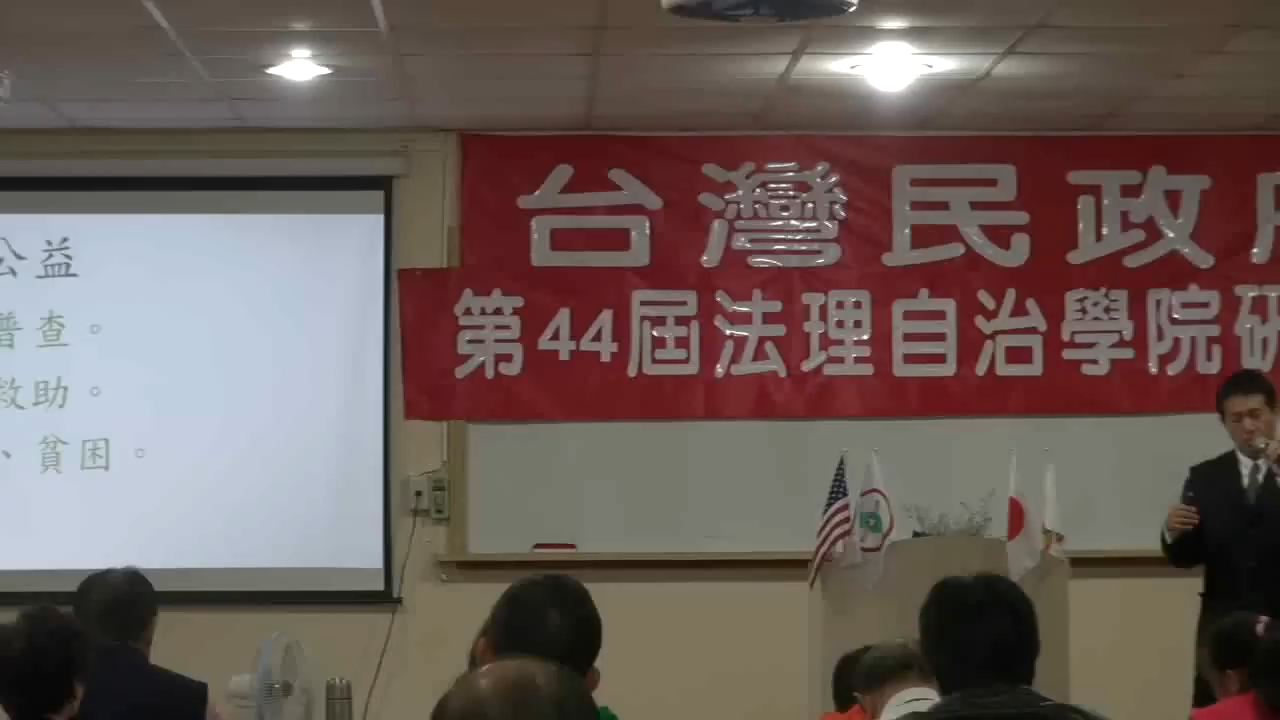 公益
普查。
救助。
、貧困。
台灣民政府
第44屆法理自治學院研